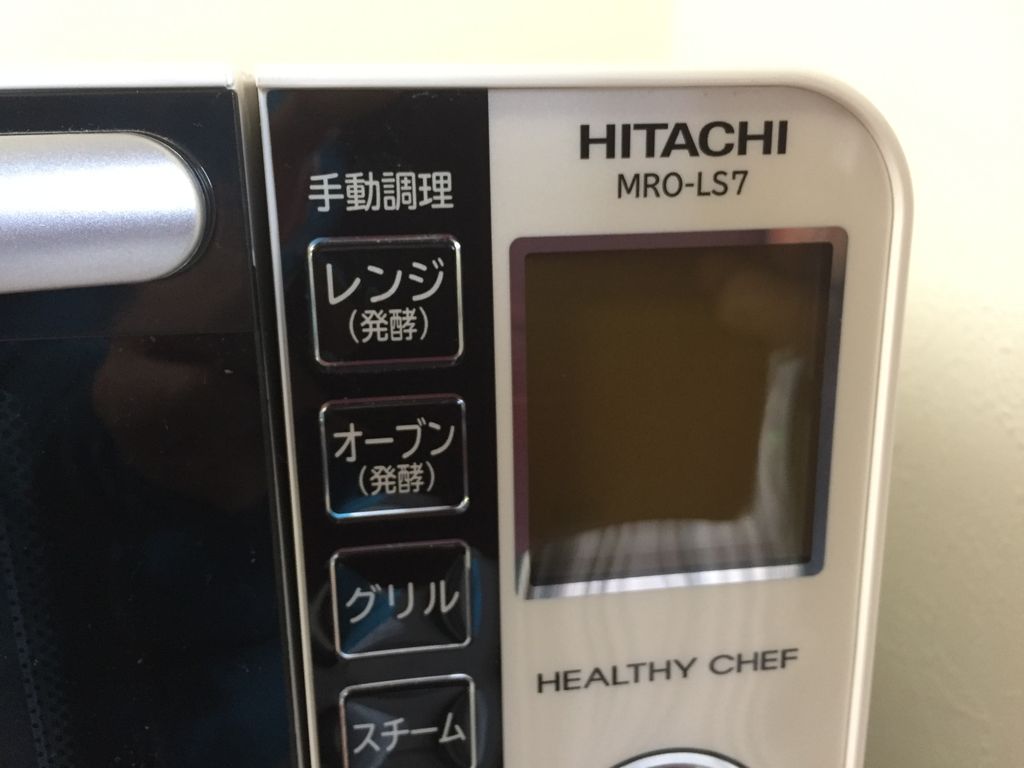 HITACHI
MRO-LS7
手動調理
レンジ
(発酵)
オーブン
(発酵)
グリル
スチーム
HEALTHY CHEF